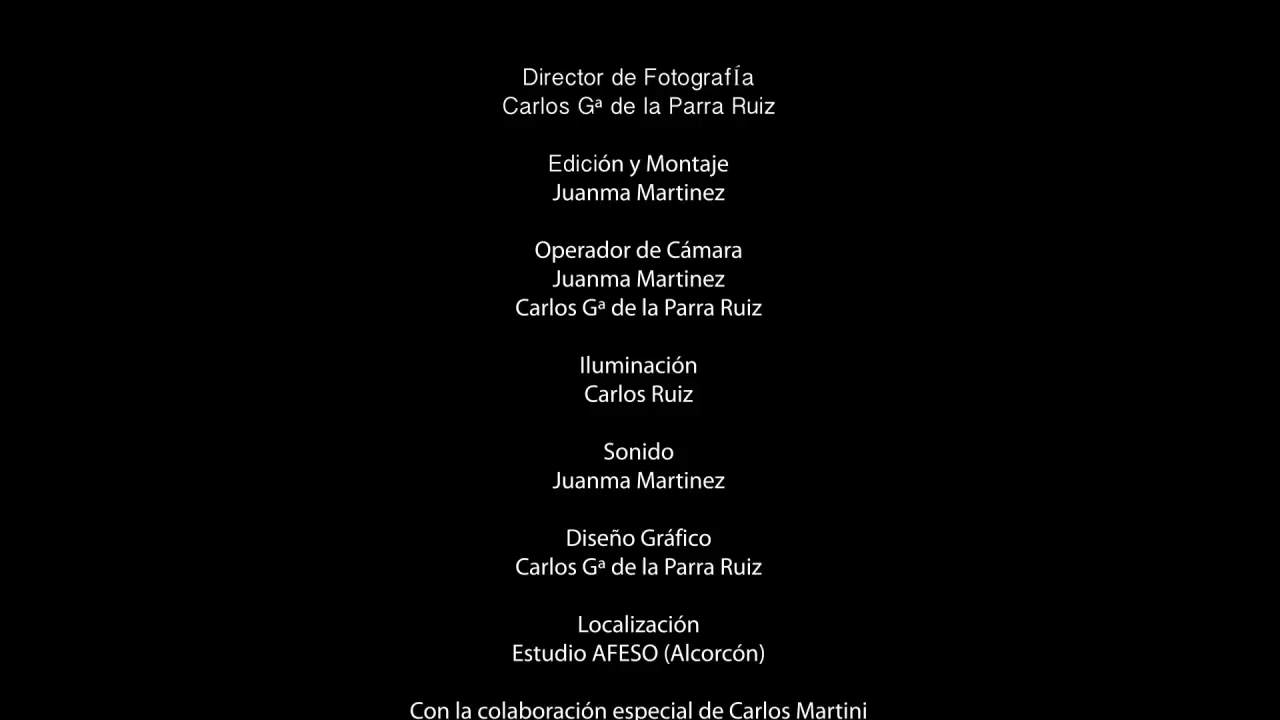 Director de FotografÍa
Carlos Gª de la Parra Ruiz
Edición y Montaje
Juanma Martinez
Operador de Cámara
Juanma Martinez
Carlos Gª de la Parra Ruiz
Iluminación
Carlos Ruiz
Sonido
Juanma Martinez
Diseño Gráfico
Carlos Gª de la Parra Ruiz
Localización
Estudio AFESO (Alcorcón)
Con la colaboración especial de Carlos Martini